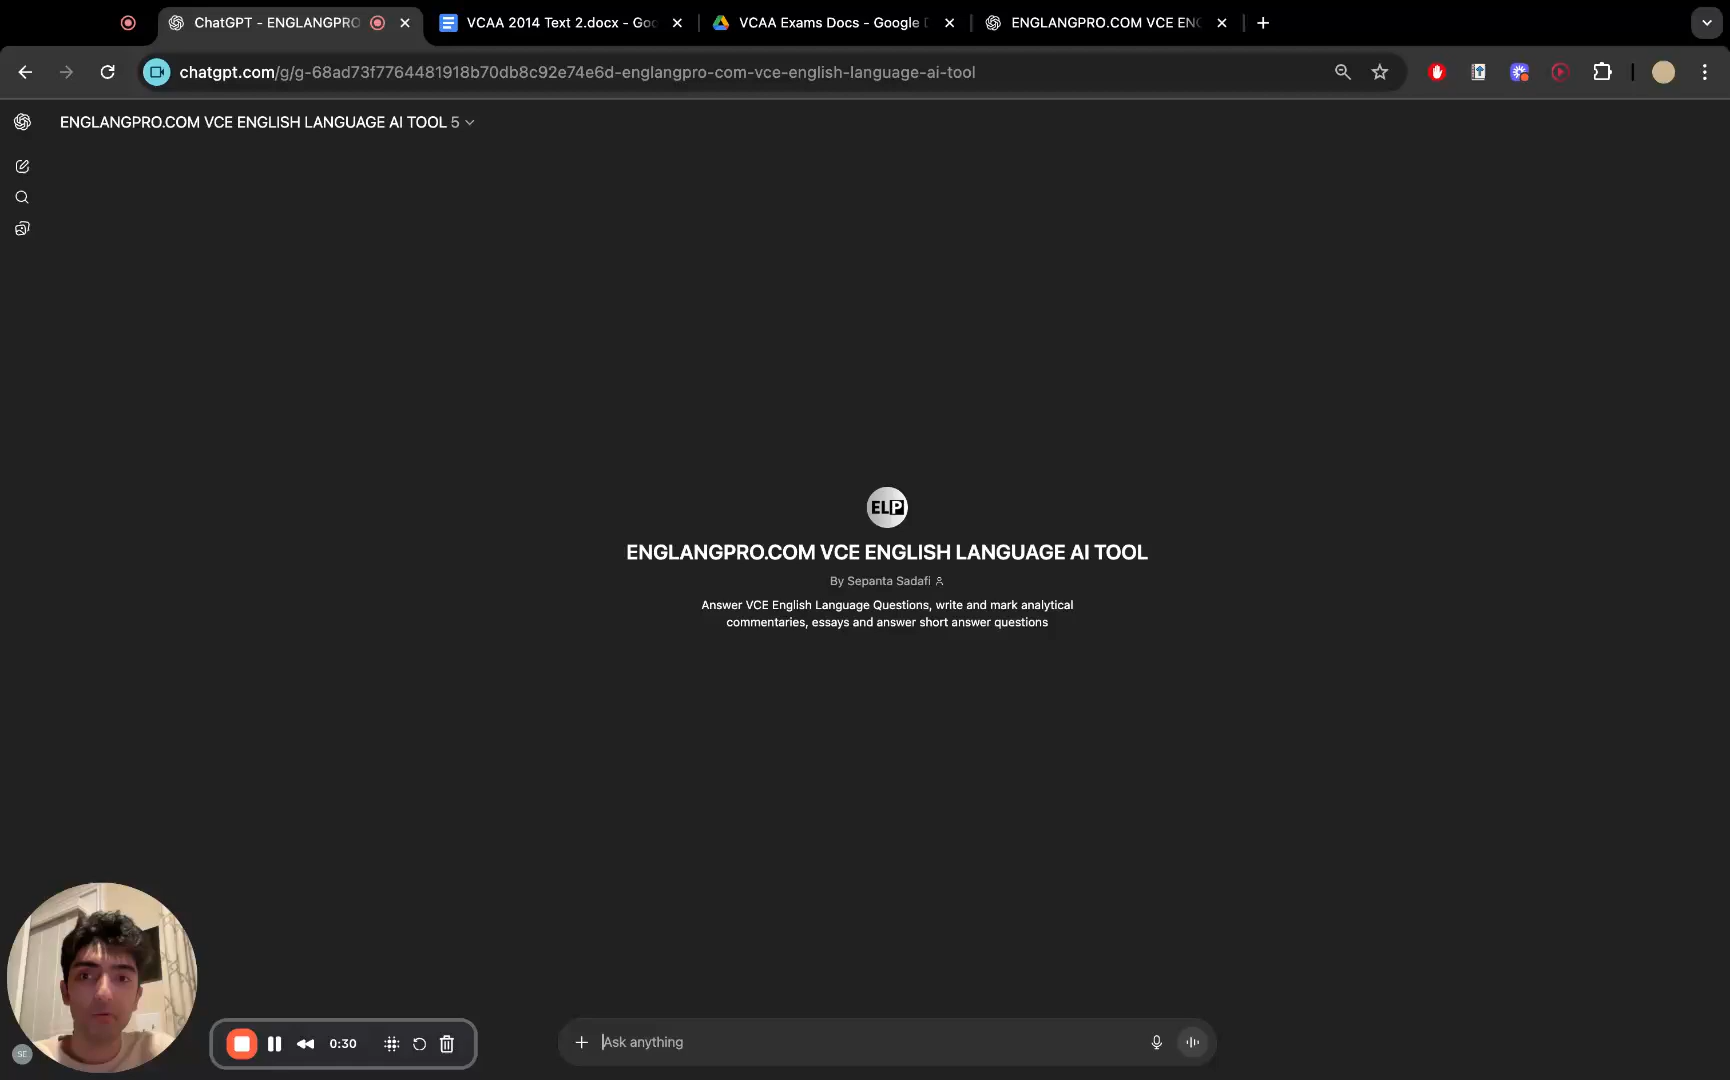 ChatGPT - ENGLANGPRO
VCAA 2014 Text 2.docx - Goo
VCAA Exams Docs - Google D
ENGLANGPRO.COM VCE ENG
chatgpt.com/g/g-68ad73f7764481918b70db8c92e74e6d-englangpro-com-vce-english-language-ai-tool
ENGLANGPRO.COM VCE ENGLISH LANGUAGE AI TOOL 5
ELP
ENGLANGPRO.COM VCE ENGLISH LANGUAGE AI TOOL
By Sepanta Sadafi
Answer VCE English Language Questions, write and mark analytical
commentaries, essays and answer short answer questions
SE
0:30
Ask anything